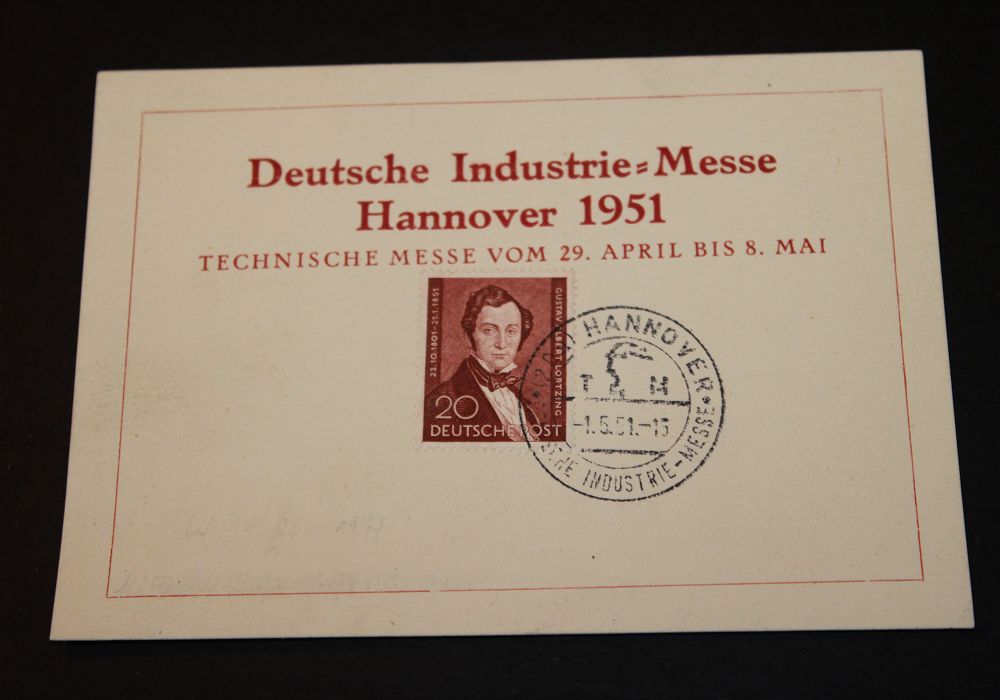 Deutsche Industrie=Messe
Hannover 1951
TECHNISCHE MESSE VOM 29. APRIL BIS 8. MAI
23.10.1801-21.1.1851
GUSTAV ALBERT LORTZING
20
DEUTSCHE POST
HANNOVER
T M
-1.5.51.-15
INDUSTRIE-MESSE